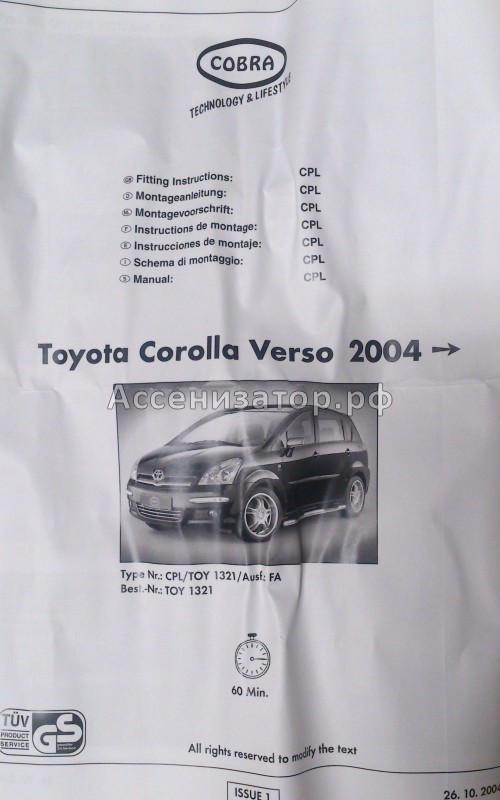 COBRA
TECHNOLOGY & LIFESTYLE
GB Fitting Instructions: CPL
D Montageanleitung: CPL
NL Montagevoorschrift: CPL
F Instructions de montage: CPL
E Instrucciones de montaje: CPL
I Schema di montaggio: CPL
S Manual: CPL
Toyota Corolla Verso 2004 →
Ассенизатор.рф
Type Nr.: CPL/TOY 1321/Ausf: FA
Best.-Nr.: TOY 1321
60 Min.
TÜV
PRODUCT
SERVICE
GS
All rights reserved to modify the text
ISSUE 1
26. 10. 200